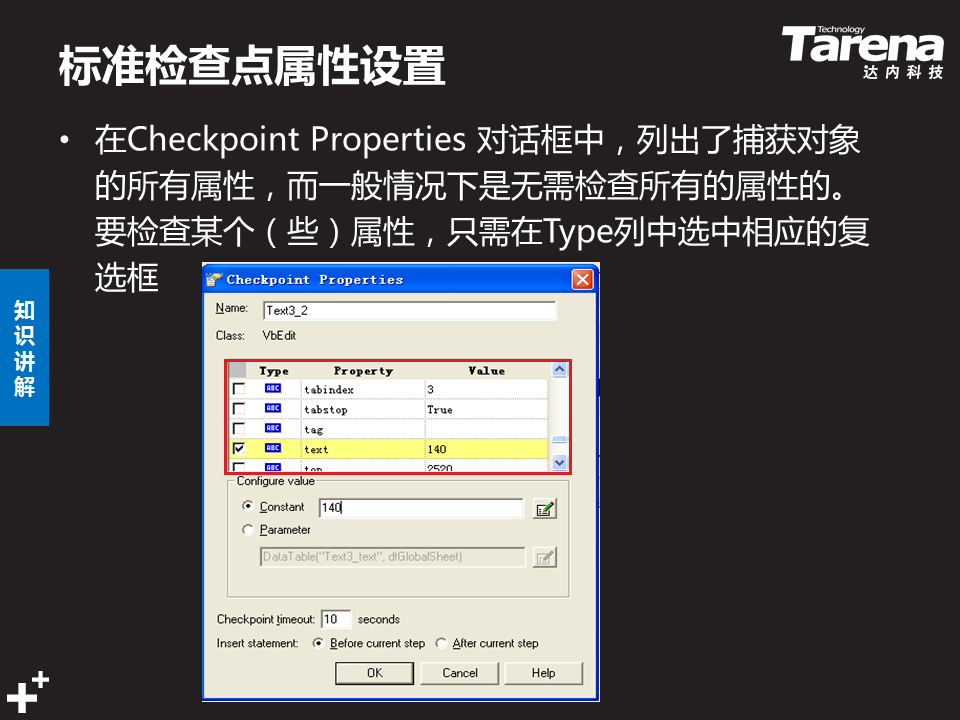 标准检查点属性设置
Technology
Tarena
达内科技
• 在Checkpoint Properties 对话框中，列出了捕获对象
的所有属性，而一般情况下是无需检查所有的属性的。
要检查某个（些）属性，只需在Type列中选中相应的复
选框
知识讲解
Checkpoint Properties
Name: Text3_2
Class: VbEdit
Type Property Value
ABC tabindex 3
ABC tabstop True
ABC tag
ABC text 140
ABC top 2520
Configure value
Constant 140
Parameter
DataTable("Text3_text", dtGlobalSheet)
Checkpoint timeout: 10 seconds
Insert statement: Before current step After current step
OK Cancel Help